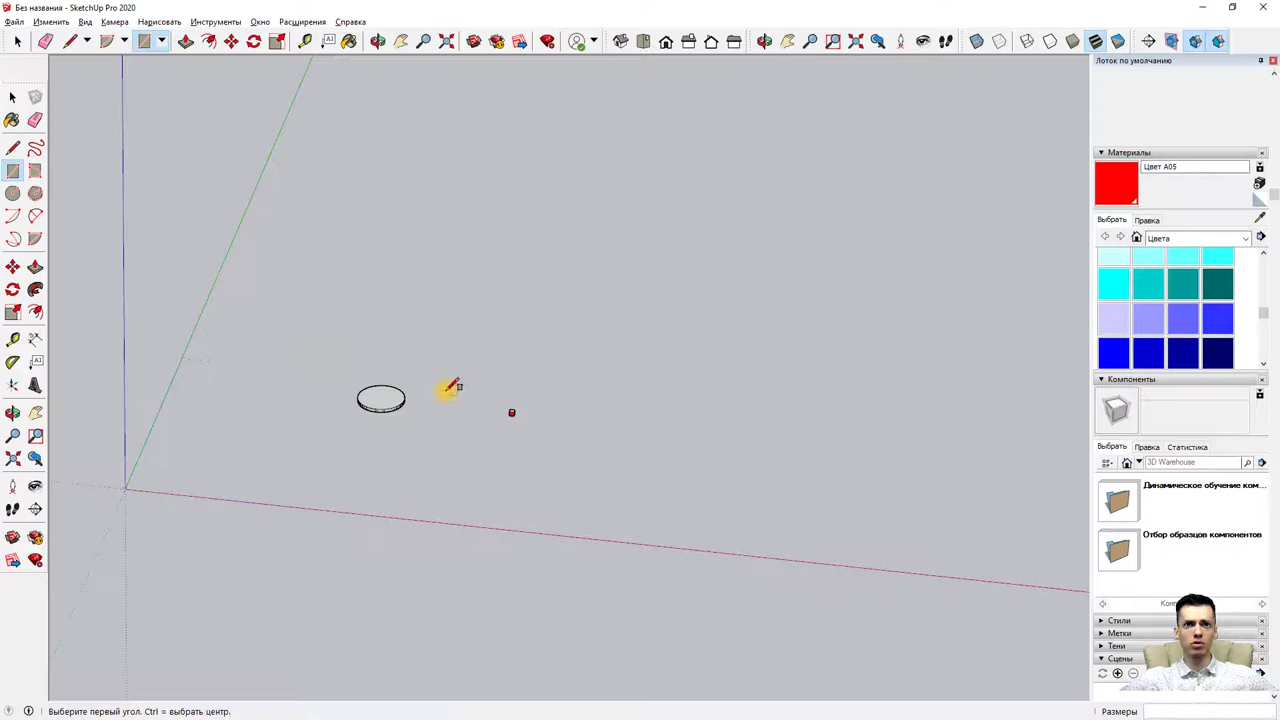 Без названия - SketchUp Pro 2020
Файл Изменить Вид Камера Нарисовать Инструменты Окно Расширения Справка
Лоток по умолчанию
Материалы
Цвет A05
Выбрать Правка
Цвета
Компоненты
Выбрать Правка Статистика
3D Warehouse
Динамическое обучение ком...
Отбор образцов компонентов
Стили
Метки
Тени
Сцены
Выберите первый угол. Ctrl = выбрать центр.
Размеры